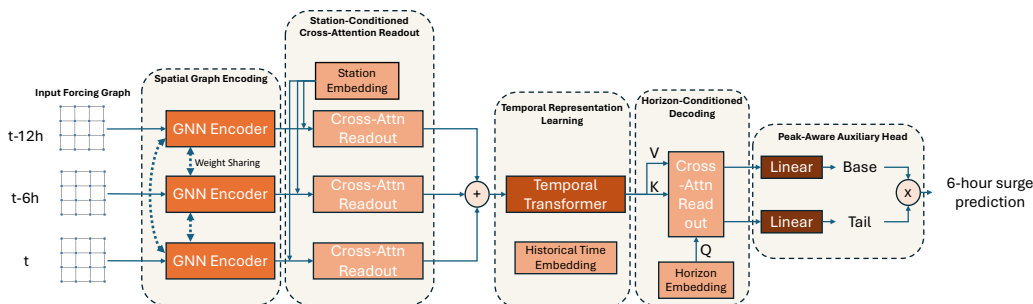 Input Forcing Graph
t-12h
t-6h
t
Spatial Graph Encoding
GNN Encoder
Weight Sharing
GNN Encoder
GNN Encoder
Station-Conditioned
Cross-Attention Readout
Station
Embedding
Cross-Attn
Readout
Cross-Attn
Readout
Cross-Attn
Readout
+
Temporal Representation
Learning
Temporal
Transformer
Historical Time
Embedding
Horizon-Conditioned
Decoding
V
K
Cross
-Attn
Read
out
Q
Horizon
Embedding
Peak-Aware Auxiliary Head
Linear
Base
Linear
Tail
X
6-hour surge
prediction